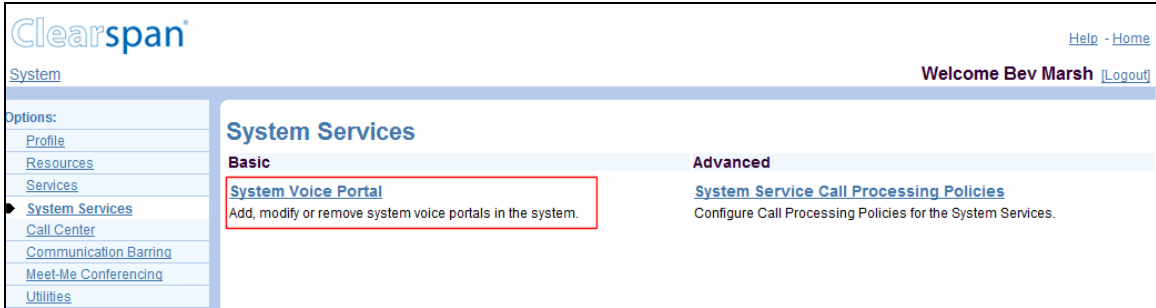 Clearspan®
Help - Home
System
Welcome Bev Marsh [Logout]
Options:
Profile
Resources
Services
System Services
Call Center
Communication Barring
Meet-Me Conferencing
Utilities
System Services
Basic
System Voice Portal
Add, modify or remove system voice portals in the system.
Advanced
System Service Call Processing Policies
Configure Call Processing Policies for the System Services.